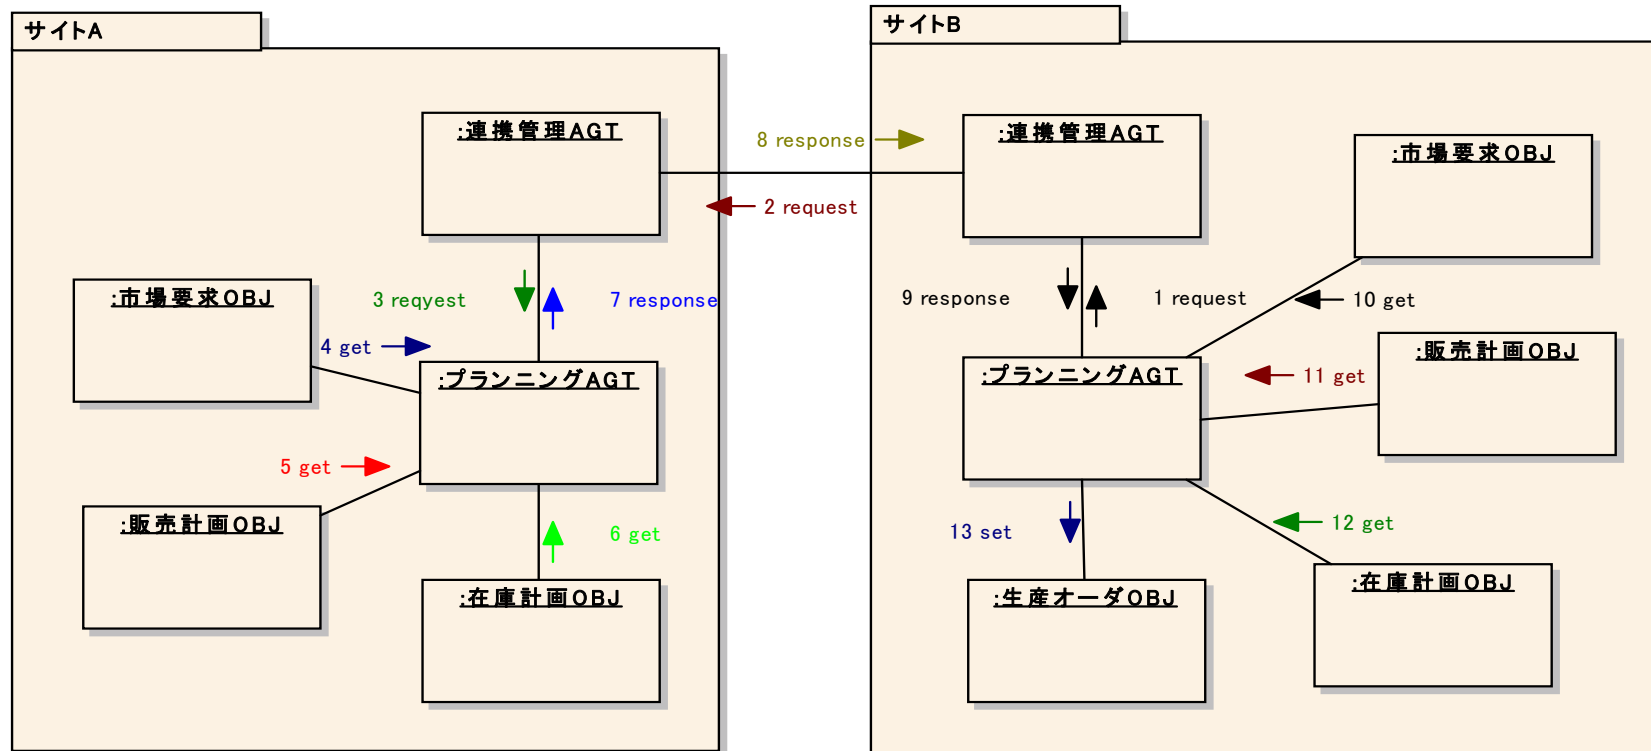 サイトA
:連携管理AGT
3 reqyest
7 response
:市場要求OBJ
4 get
:プランニングAGT
5 get
:販売計画OBJ
6 get
:在庫計画OBJ
8 response
2 request
サイトB
:連携管理AGT
:市場要求OBJ
9 response
1 request
10 get
:販売計画OBJ
:プランニングAGT
11 get
13 set
12 get
:生産オーダOBJ
:在庫計画OBJ